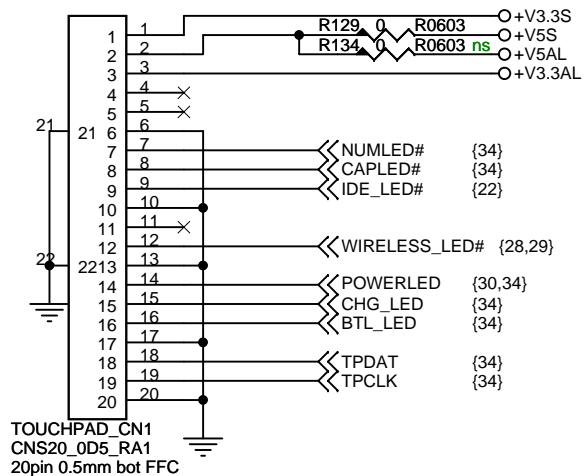 R129 0 R0603 +V3.3S
+V5S
R134 0 R0603 ns +V5AL
+V3.3AL
1 1
2 2
3 3
4 4
5 5
21 21 6 6
7 7 NUMLED# {34}
8 8 CAPLED# {34}
9 9 IDE_LED# {22}
10 10
11 11
12 12 WIRELESS_LED# {28,29}
22 22 13 13
14 14 POWERLED {30,34}
15 15 CHG_LED {34}
16 16 BTL_LED {34}
17 17
18 18 TPDAT {34}
19 19 TPCLK {34}
20 20
TOUCHPAD_CN1
CNS20_0D5_RA1
20pin 0.5mm bot FFC